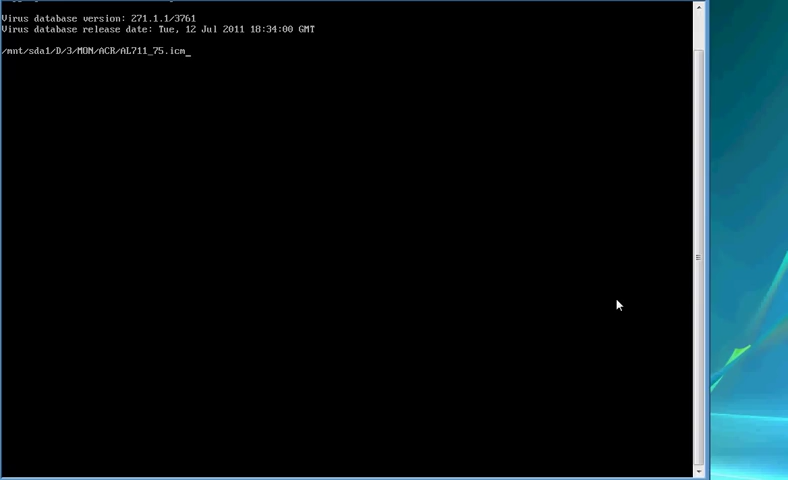 Virus database version: 271.1.1/3761
Virus database release date: Tue, 12 Jul 2011 18:34:00 GMT
/mnt/sda1/D/3/MON/ACR/AL711_75.icm_